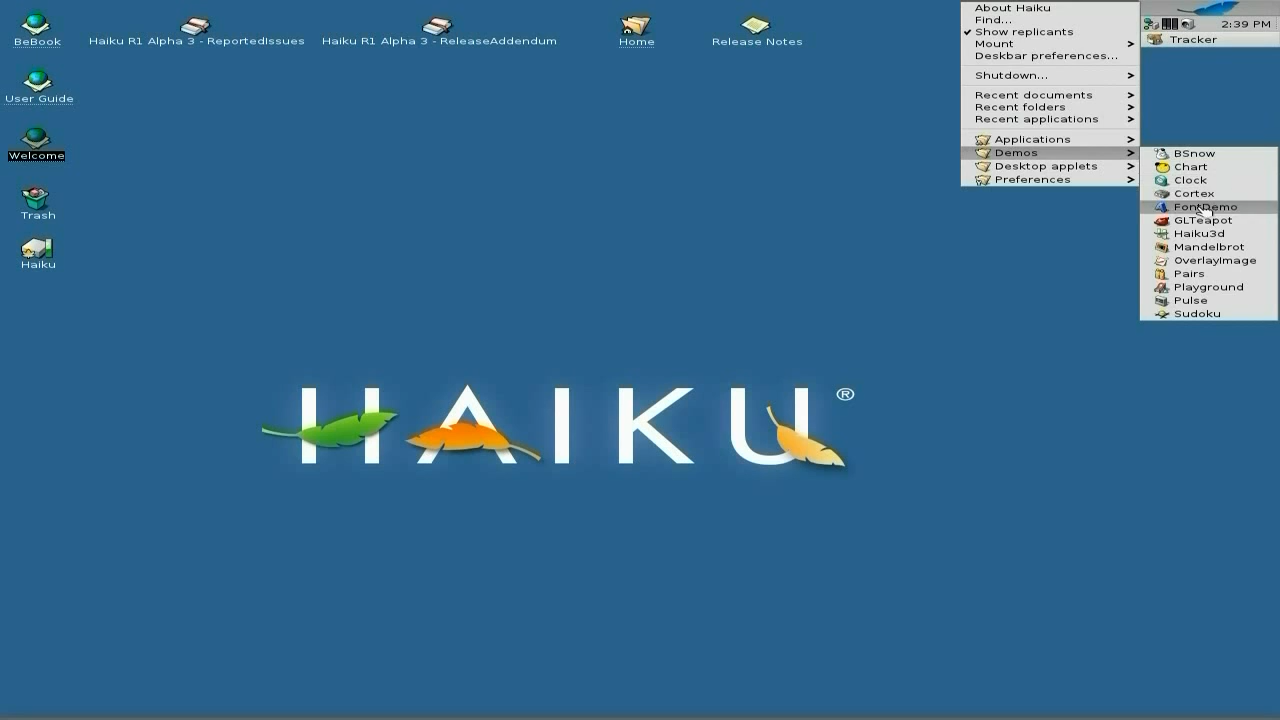 BeBook
Haiku R1 Alpha 3 - ReportedIssues
Haiku R1 Alpha 3 - ReleaseAddendum
Home
Release Notes
User Guide
Welcome
Trash
Haiku
About Haiku
Find...
Show replicants
Mount
Deskbar preferences...
Shutdown...
Recent documents
Recent folders
Recent applications
Applications
Demos
Desktop applets
Preferences
2:39 PM
Tracker
BSnow
Chart
Clock
Cortex
FontDemo
GLTeapot
Haiku3d
Mandelbrot
OverlayImage
Pairs
Playground
Pulse
Sudoku
HAIKU®